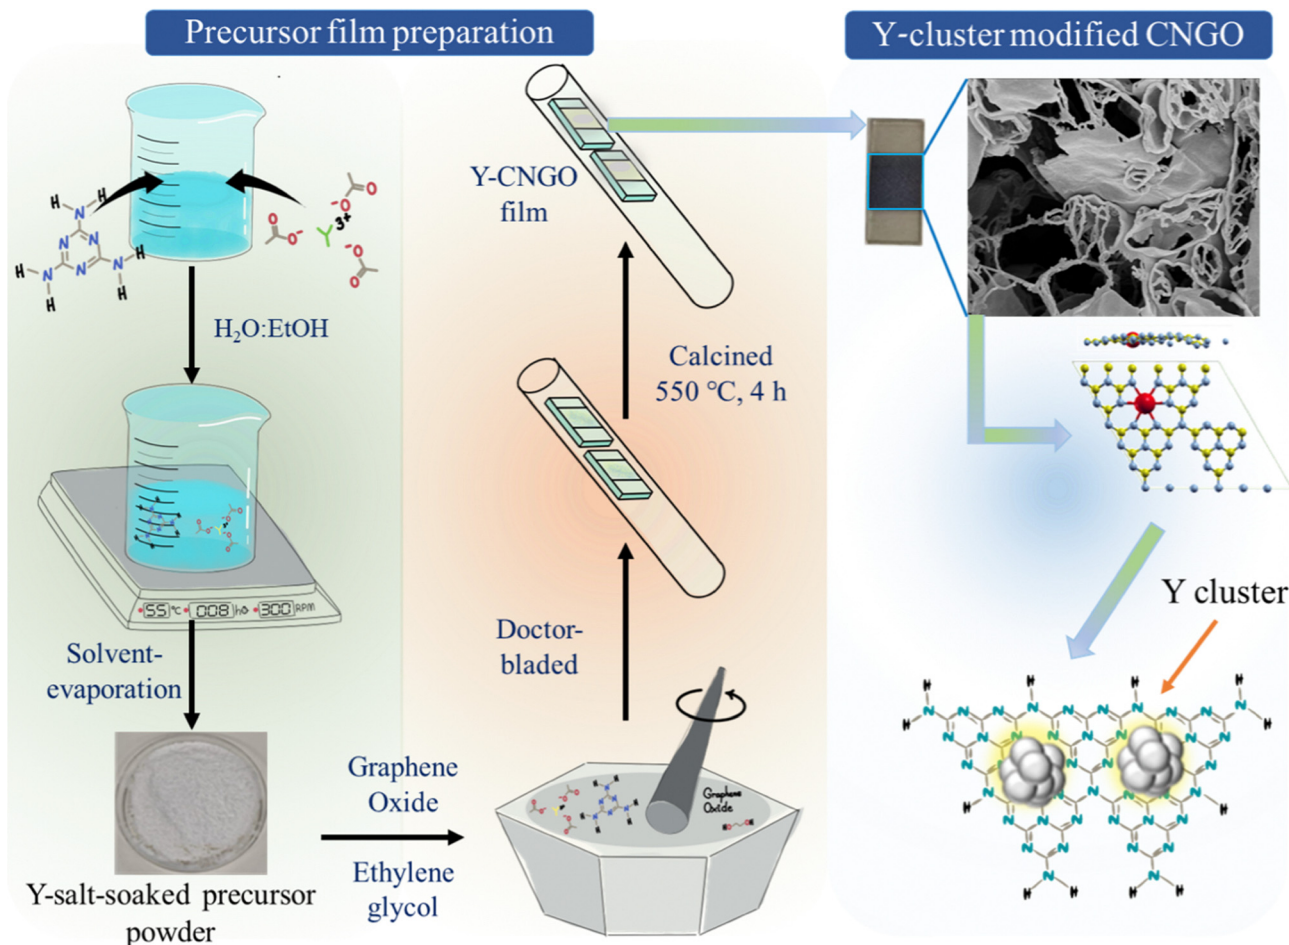 Precursor film preparation
Y-cluster modified CNGO
H
H
N
N
N
N
H
N
N
H
H
H
O
O⁻
⁻O
Y
3+
⁻O
O
O
H₂O:EtOH
55 °C 008 h 300 RPM
Solvent-
evaporation
Y-salt-soaked precursor
powder
Graphene
Oxide
Ethylene
glycol
Graphene
Oxide
Doctor-
bladed
Calcined
550 °C, 4 h
Y-CNGO
film
Y cluster